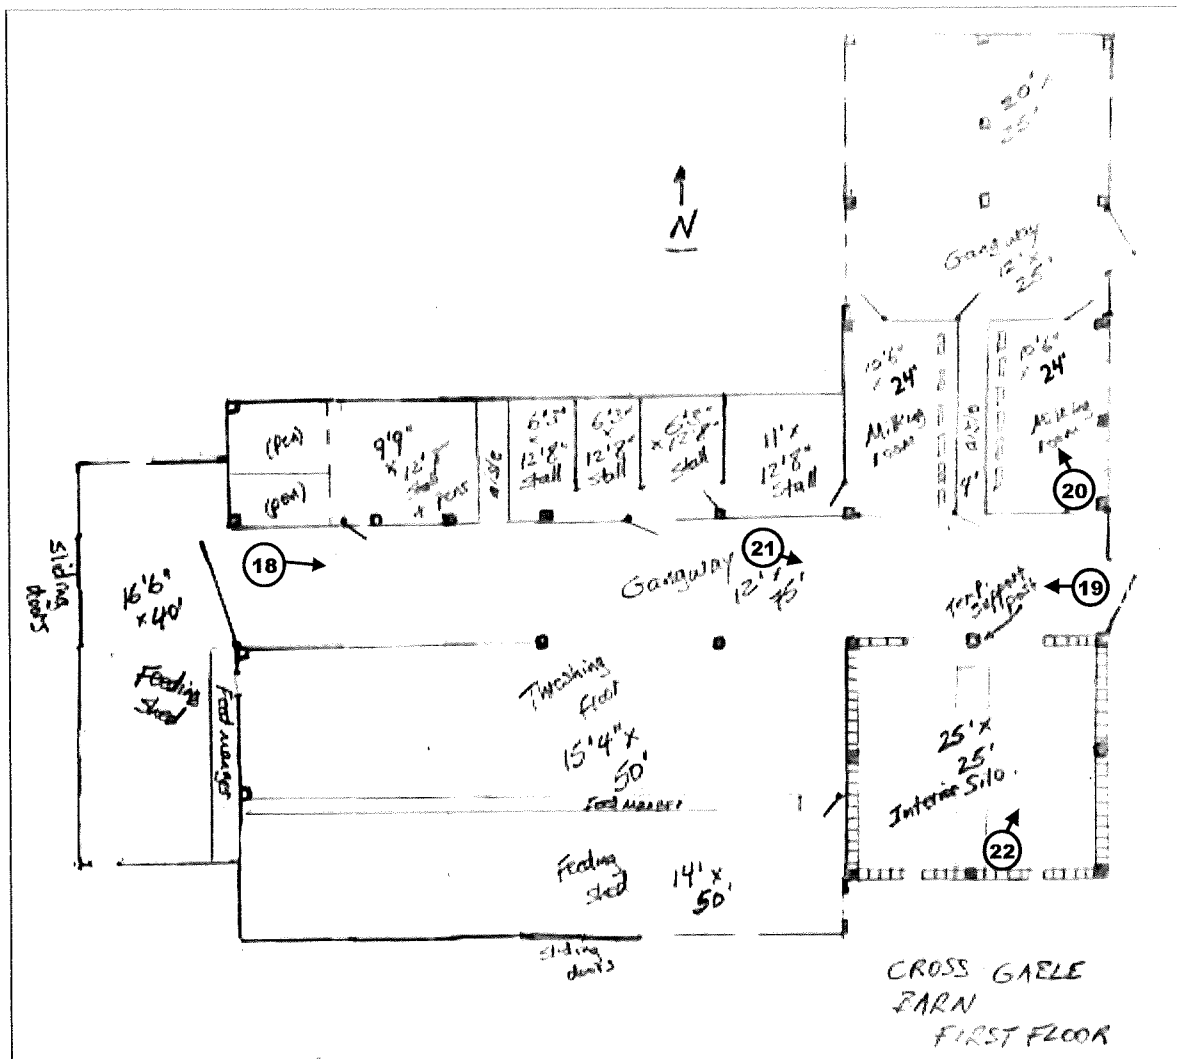 20' x
25'
N
Gangway
12' x
25'
10'6"
x 24'
Milking
room
aisle
4'
10'6"
24'
Milking
room
20
(pen)
(pen)
9'9"
x 12'
Stall
+ pens
aisle
6'3"
x
12'8"
Stall
6'3"
x
12'8"
Stall
6'3"
x 12'8"
Stall
11' x
12'8"
Stall
18
21
Gangway
12' x
75'
Temp.
Support
post
19
Sliding
doors
16'6"
x 40'
Feeding
Shed
Feed manger
Threshing
floor
15'4" x
50'
Feed MANGER
25' x
25'
Interior Silo
22
Feeding
shed
14' x
50'
Sliding
doors
CROSS GABLE
BARN
FIRST FLOOR